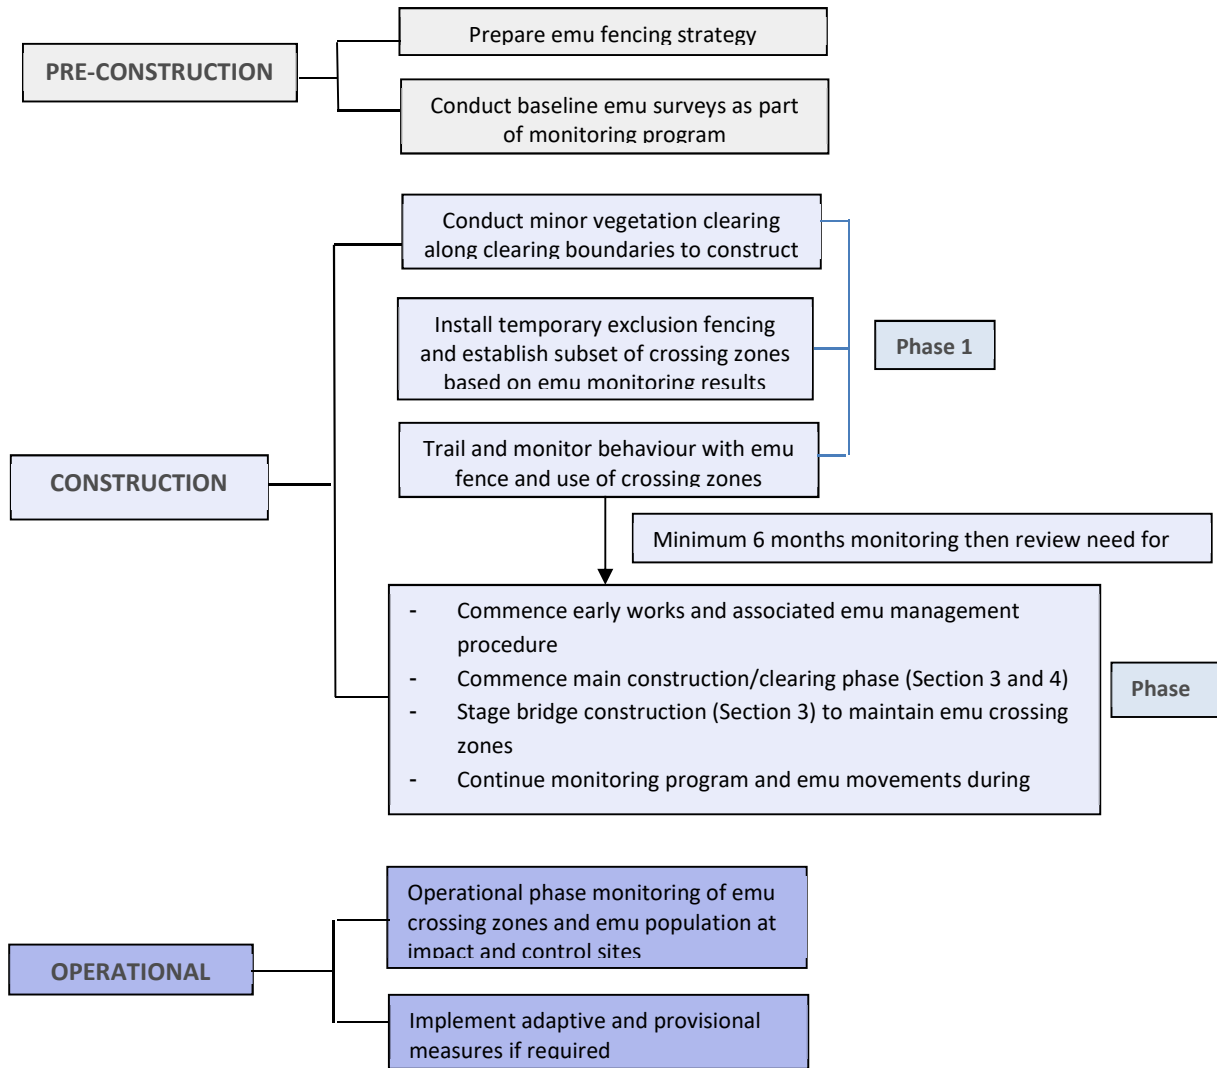 Prepare emu fencing strategy
PRE-CONSTRUCTION
Conduct baseline emu surveys as part
of monitoring program
Conduct minor vegetation clearing
along clearing boundaries to construct
Install temporary exclusion fencing
and establish subset of crossing zones
based on emu monitoring results
Phase 1
Trail and monitor behaviour with emu
fence and use of crossing zones
CONSTRUCTION
Minimum 6 months monitoring then review need for
- Commence early works and associated emu management
procedure
- Commence main construction/clearing phase (Section 3 and 4)
- Stage bridge construction (Section 3) to maintain emu crossing
zones
- Continue monitoring program and emu movements during
Phase
Operational phase monitoring of emu
crossing zones and emu population at
impact and control sites
OPERATIONAL
Implement adaptive and provisional
measures if required